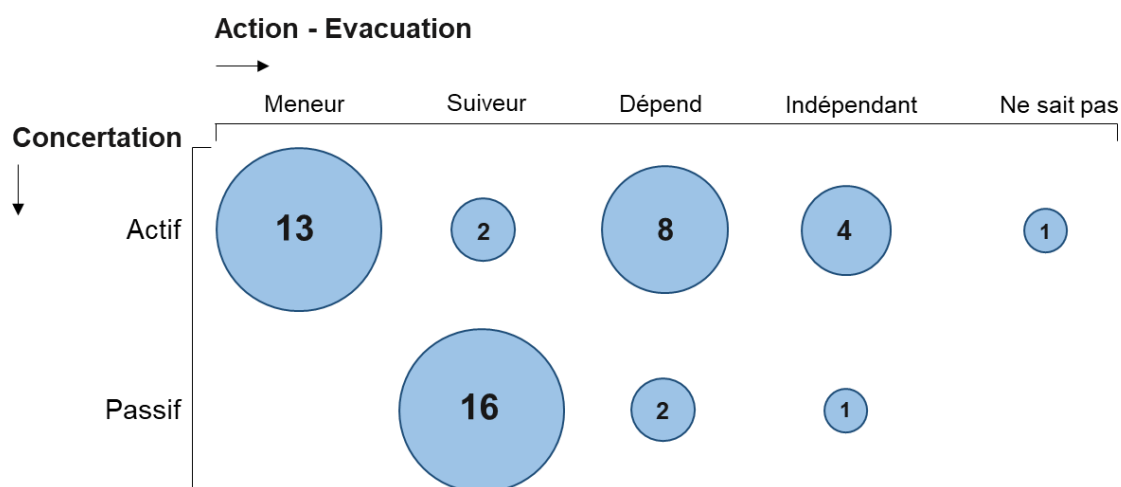 Action - Evacuation
Meneur Suiveur Dépend Indépendant Ne sait pas
Concertation
Actif 13 2 8 4 1
Passif 16 2 1